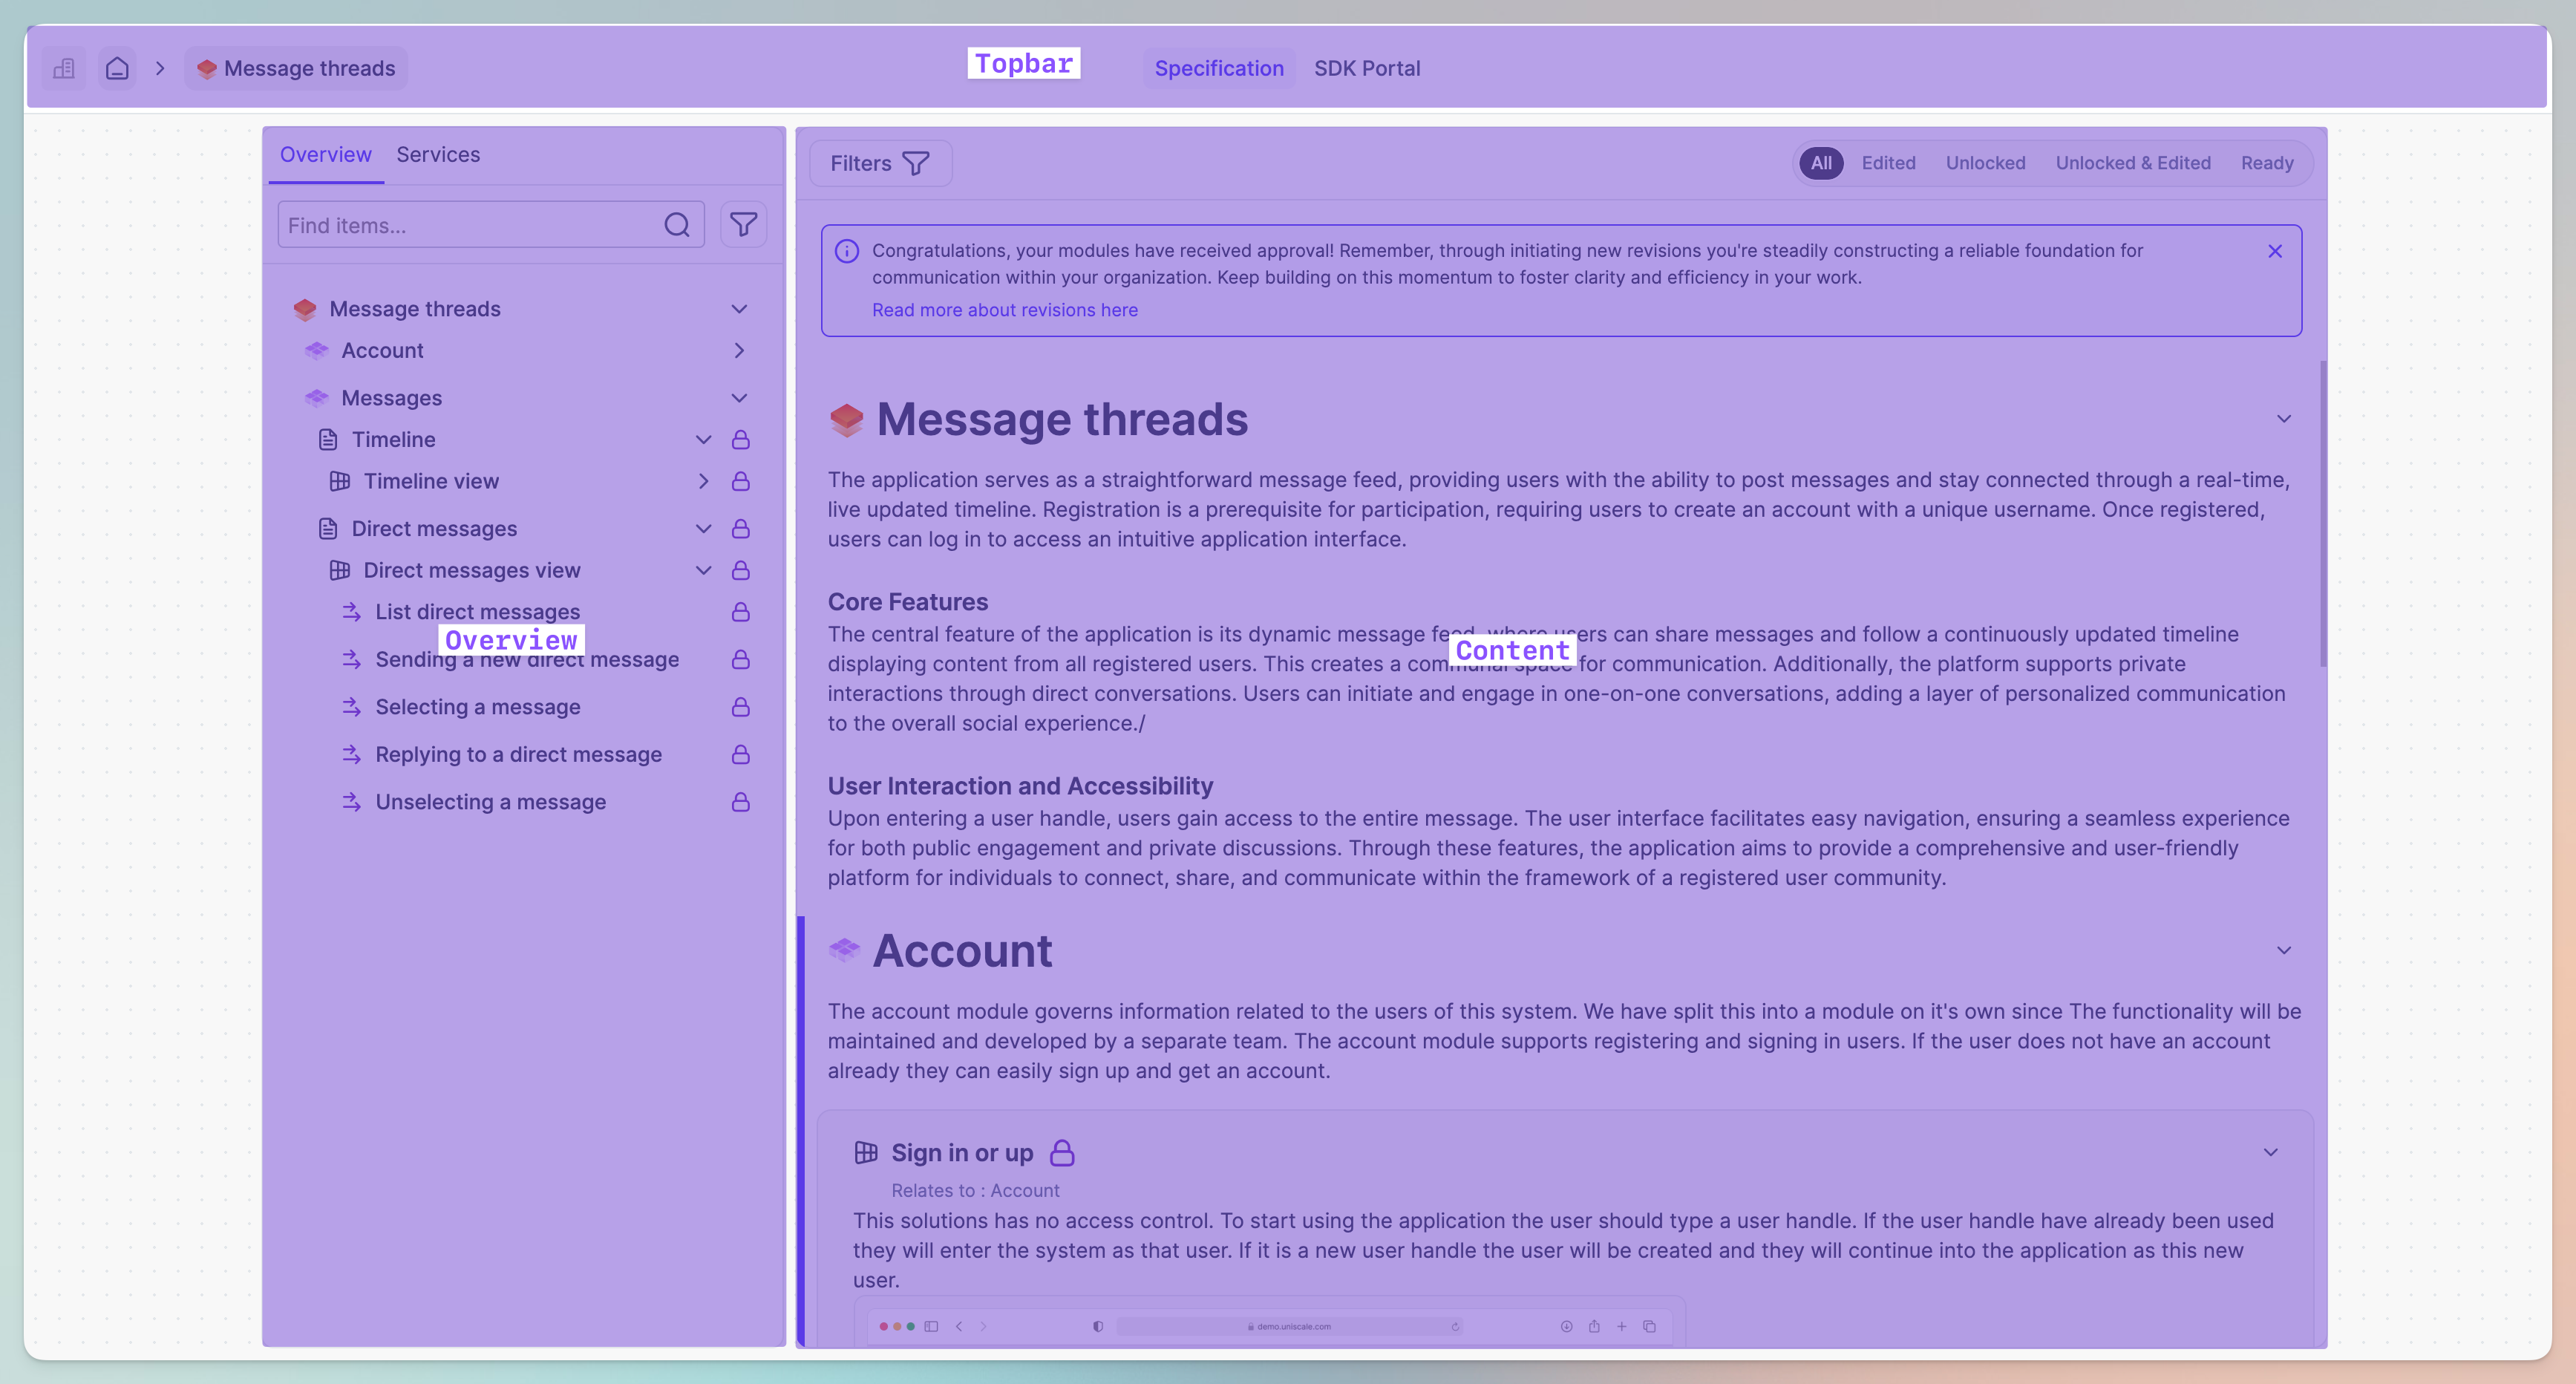 Message threads
Topbar
Specification
SDK Portal
Overview
Services
Find items...
Message threads
Account
Messages
Timeline
Timeline view
Direct messages
Direct messages view
List direct messages
Overview
Sending a new direct message
Selecting a message
Replying to a direct message
Unselecting a message
Filters
All
Edited
Unlocked
Unlocked & Edited
Ready
Congratulations, your modules have received approval! Remember, through initiating new revisions you're steadily constructing a reliable foundation for
communication within your organization. Keep building on this momentum to foster clarity and efficiency in your work.
Read more about revisions here
Message threads
The application serves as a straightforward message feed, providing users with the ability to post messages and stay connected through a real-time,
live updated timeline. Registration is a prerequisite for participation, requiring users to create an account with a unique username. Once registered,
users can log in to access an intuitive application interface.
Core Features
The central feature of the application is its dynamic message feed, where users can share messages and follow a continuously updated timeline
Content
displaying content from all registered users. This creates a communal space for communication. Additionally, the platform supports private
interactions through direct conversations. Users can initiate and engage in one-on-one conversations, adding a layer of personalized communication
to the overall social experience./
User Interaction and Accessibility
Upon entering a user handle, users gain access to the entire message. The user interface facilitates easy navigation, ensuring a seamless experience
for both public engagement and private discussions. Through these features, the application aims to provide a comprehensive and user-friendly
platform for individuals to connect, share, and communicate within the framework of a registered user community.
Account
The account module governs information related to the users of this system. We have split this into a module on it's own since The functionality will be
maintained and developed by a separate team. The account module supports registering and signing in users. If the user does not have an account
already they can easily sign up and get an account.
Sign in or up
Relates to : Account
This solutions has no access control. To start using the application the user should type a user handle. If the user handle have already been used
they will enter the system as that user. If it is a new user handle the user will be created and they will continue into the application as this new
user.
demo.uniscale.com